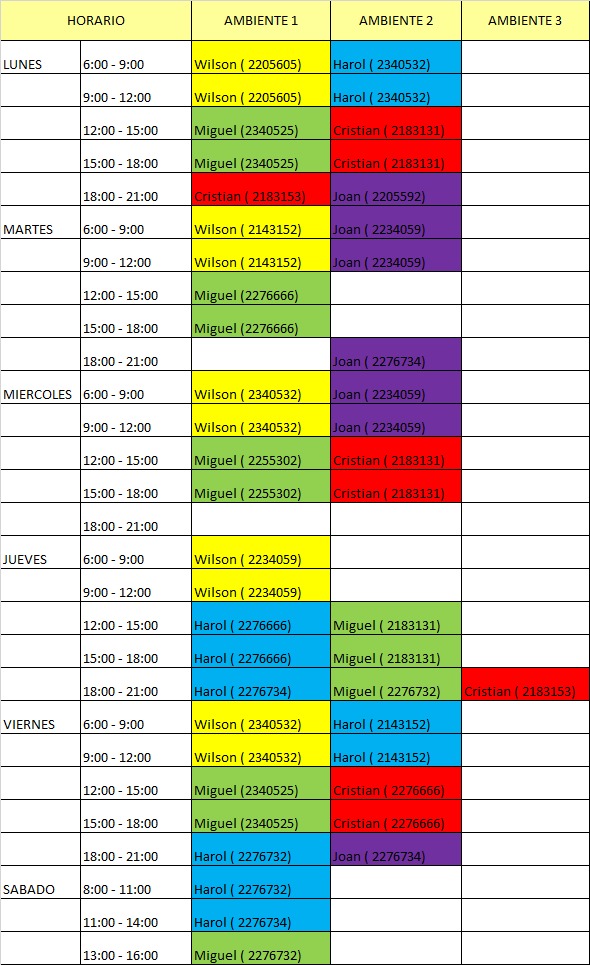 HORARIO AMBIENTE 1 AMBIENTE 2 AMBIENTE 3
LUNES 6:00 - 9:00 Wilson ( 2205605) Harol ( 2340532)
9:00 - 12:00 Wilson ( 2205605) Harol ( 2340532)
12:00 - 15:00 Miguel (2340525) Cristian ( 2183131)
15:00 - 18:00 Miguel (2340525) Cristian ( 2183131)
18:00 - 21:00 Cristian ( 2183153) Joan ( 2205592)
MARTES 6:00 - 9:00 Wilson ( 2143152) Joan ( 2234059)
9:00 - 12:00 Wilson ( 2143152) Joan ( 2234059)
12:00 - 15:00 Miguel (2276666)
15:00 - 18:00 Miguel (2276666)
18:00 - 21:00 Joan ( 2276734)
MIERCOLES 6:00 - 9:00 Wilson ( 2340532) Joan ( 2234059)
9:00 - 12:00 Wilson ( 2340532) Joan ( 2234059)
12:00 - 15:00 Miguel ( 2255302) Cristian ( 2183131)
15:00 - 18:00 Miguel ( 2255302) Cristian ( 2183131)
18:00 - 21:00
JUEVES 6:00 - 9:00 Wilson ( 2234059)
9:00 - 12:00 Wilson ( 2234059)
12:00 - 15:00 Harol ( 2276666) Miguel ( 2183131)
15:00 - 18:00 Harol ( 2276666) Miguel ( 2183131)
18:00 - 21:00 Harol ( 2276734) Miguel ( 2276732) Cristian ( 2183153)
VIERNES 6:00 - 9:00 Wilson ( 2340532) Harol ( 2143152)
9:00 - 12:00 Wilson ( 2340532) Harol ( 2143152)
12:00 - 15:00 Miguel (2340525) Cristian ( 2276666)
15:00 - 18:00 Miguel (2340525) Cristian ( 2276666)
18:00 - 21:00 Harol ( 2276732) Joan ( 2276734)
SABADO 8:00 - 11:00 Harol ( 2276732)
11:00 - 14:00 Harol ( 2276734)
13:00 - 16:00 Miguel ( 2276732)